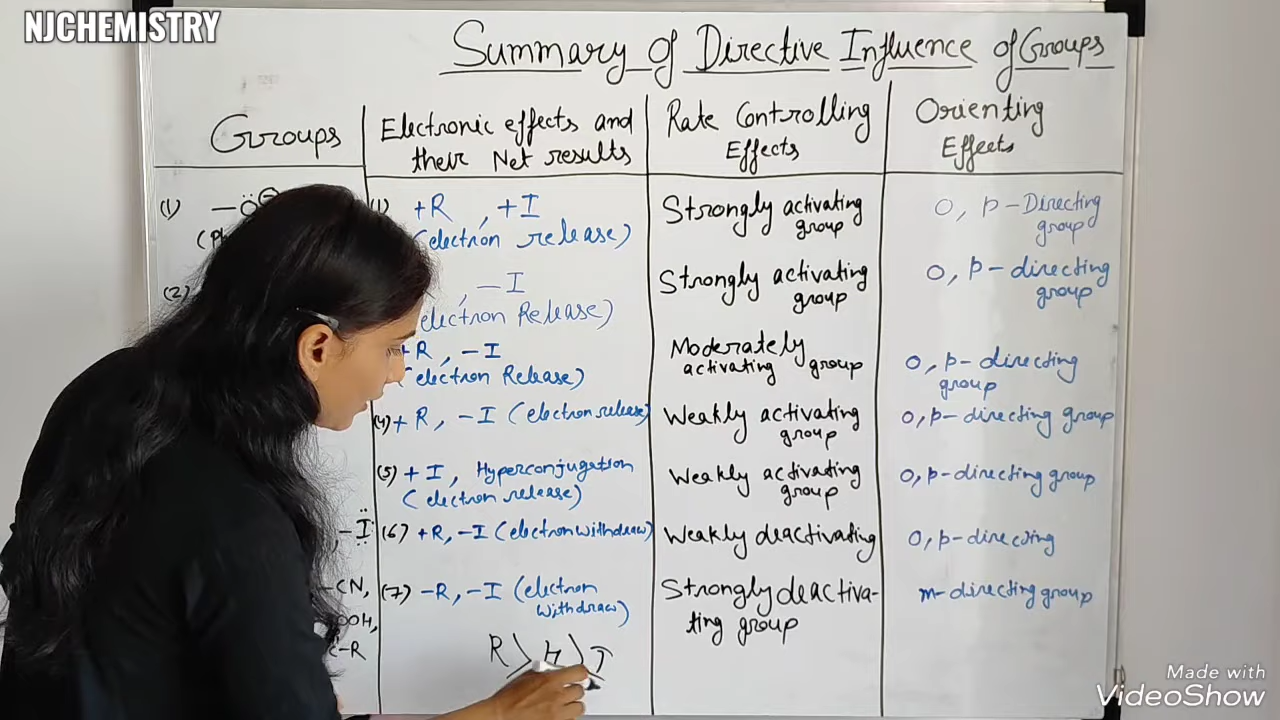 NJCHEMISTRY
Summary of Directive Influence of Groups
Groups
Electronic effects and
their Net results
Rate Controlling
Effects
Orienting
Effects
(1) –Ö
(1) +R , +I
(electron release)
Strongly activating
group
O, p-Directing
group
(2)
, –I
electron Release)
Strongly activating
group
O, p-directing
group
+R, –I
(electron Release)
Moderately
activating group
O, p-directing
group
(4) +R, –I (electron release)
Weakly activating
group
O, p-directing group
(5) +I, Hyperconjugation
(electron release)
Weakly activating
group
O, p-directing group
–I
(6) +R, –I (electron withdraw)
Weakly deactivating
O, p-directing
–CN,
OOH,
C–R
(7) –R, –I (electron
withdraw)
Strongly deactiva-
ting group
m-directing group
R > H > I
Made with
VideoShow